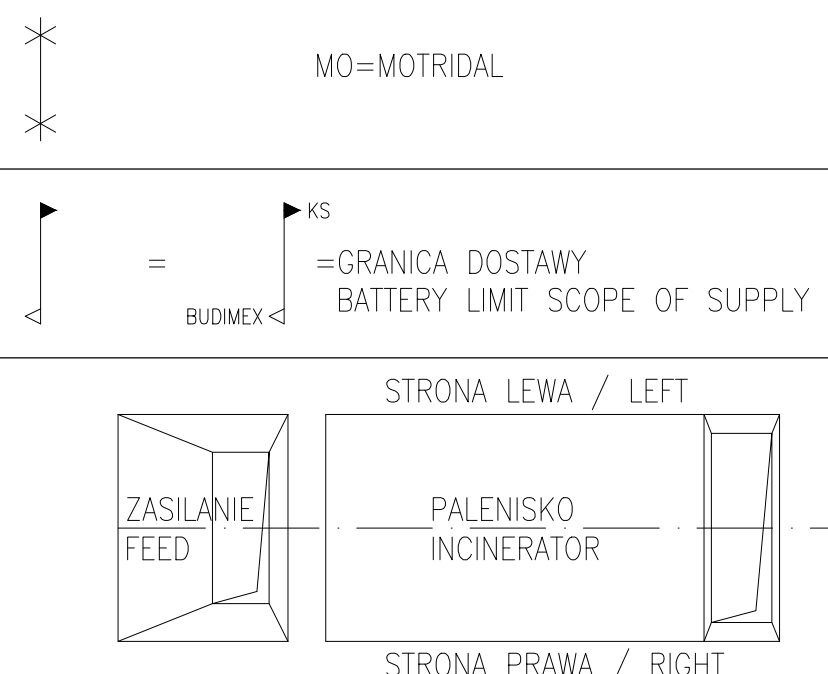 MO=MOTRIDAL
KS
= =GRANICA DOSTAWY
BUDIMEX BATTERY LIMIT SCOPE OF SUPPLY
STRONA LEWA / LEFT
ZASILANIE PALENISKO
FEED INCINERATOR
STRONA PRAWA / RIGHT